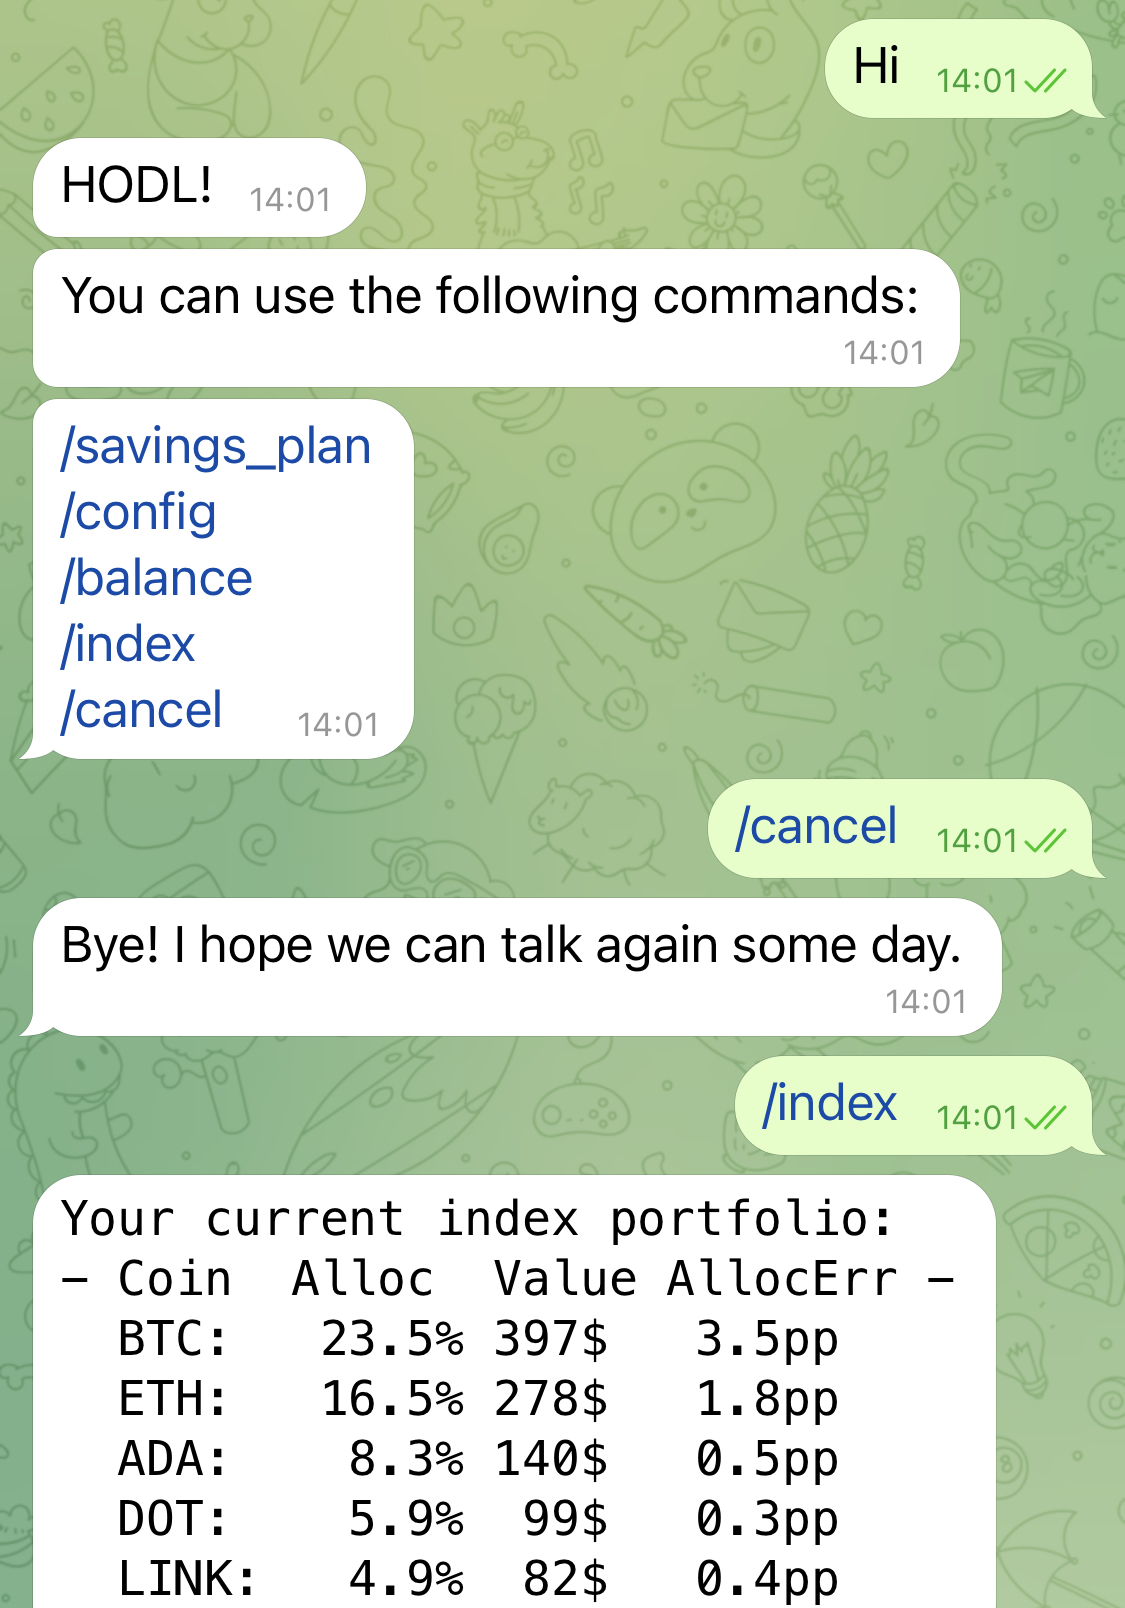 Hi 14:01
HODL! 14:01
You can use the following commands:
14:01
/savings_plan
/config
/balance
/index
/cancel 14:01
/cancel 14:01
Bye! I hope we can talk again some day.
14:01
/index 14:01
Your current index portfolio:
– Coin  Alloc  Value AllocErr –
BTC:   23.5% 397$   3.5pp
ETH:   16.5% 278$   1.8pp
ADA:    8.3% 140$   0.5pp
DOT:    5.9%  99$   0.3pp
LINK:   4.9%  82$   0.4pp